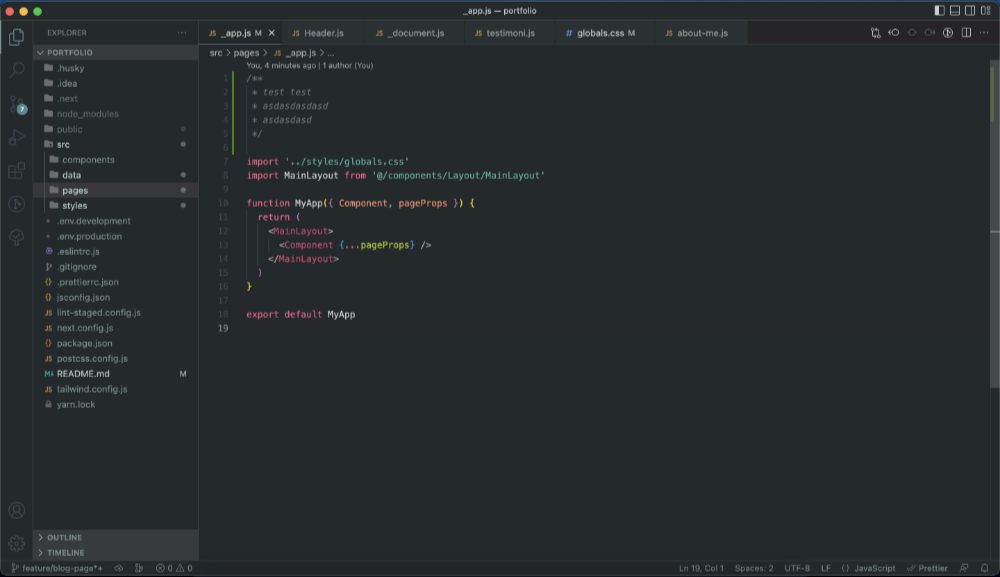 _app.js — portfolio
EXPLORER
PORTFOLIO
.husky
.idea
.next
node_modules
public
src
components
data
pages
styles
.env.development
.env.production
.eslintrc.js
.gitignore
.prettierrc.json
jsconfig.json
lint-staged.config.js
next.config.js
package.json
postcss.config.js
README.md M
tailwind.config.js
yarn.lock
OUTLINE
TIMELINE
JS _app.js M JS Header.js JS _document.js JS testimoni.js # globals.css M JS about-me.js
src > pages > JS _app.js > ...
You, 4 minutes ago | 1 author (You)
1 /**
2 * test test
3 * asdasdasdasd
4 * asdasdasd
5 */
6
7 import '../styles/globals.css'
8 import MainLayout from '@/components/Layout/MainLayout'
9
10 function MyApp({ Component, pageProps }) {
11 return (
12 <MainLayout>
13 <Component {...pageProps} />
14 </MainLayout>
15 )
16 }
17
18 export default MyApp
19
7
feature/blog-page*+ 0 0 Ln 19, Col 1 Spaces: 2 UTF-8 LF {} JavaScript Prettier